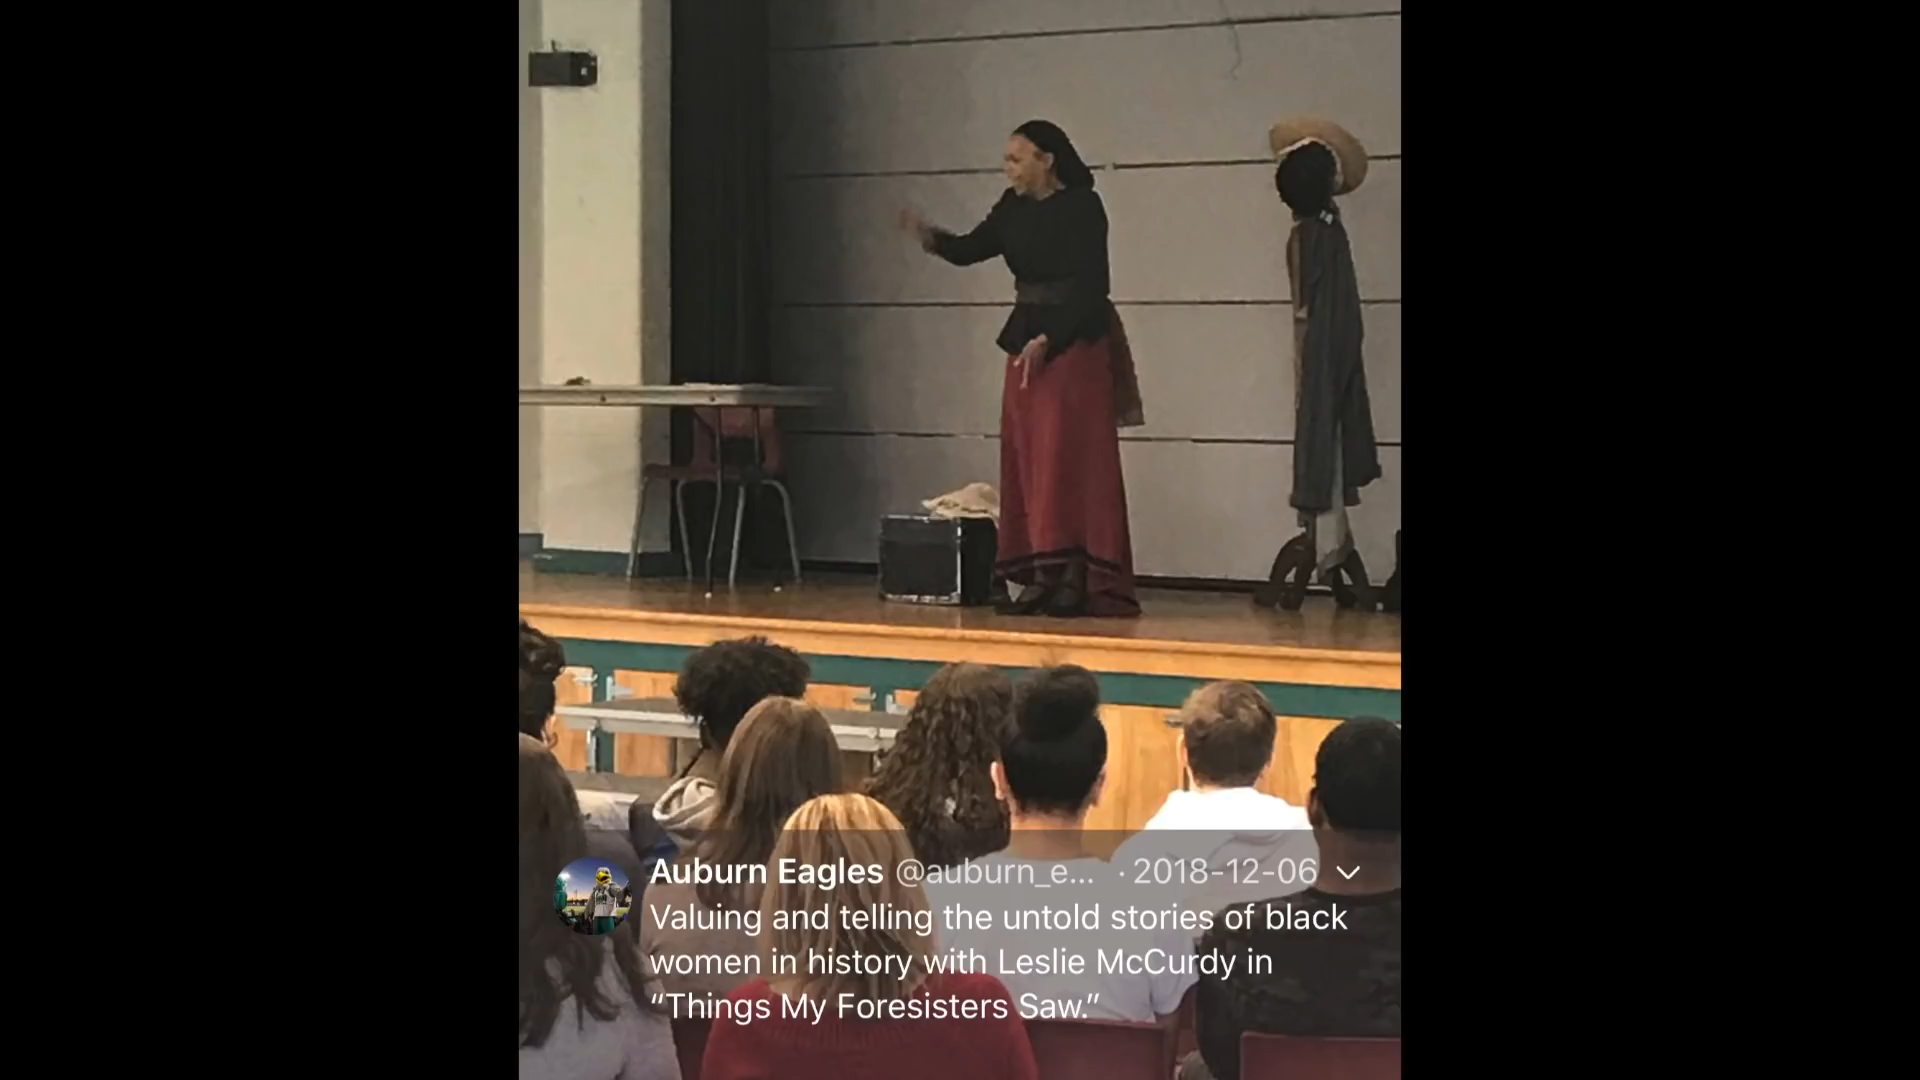 Auburn Eagles @auburn_e... · 2018-12-06
Valuing and telling the untold stories of black
women in history with Leslie McCurdy in
“Things My Foresisters Saw.”